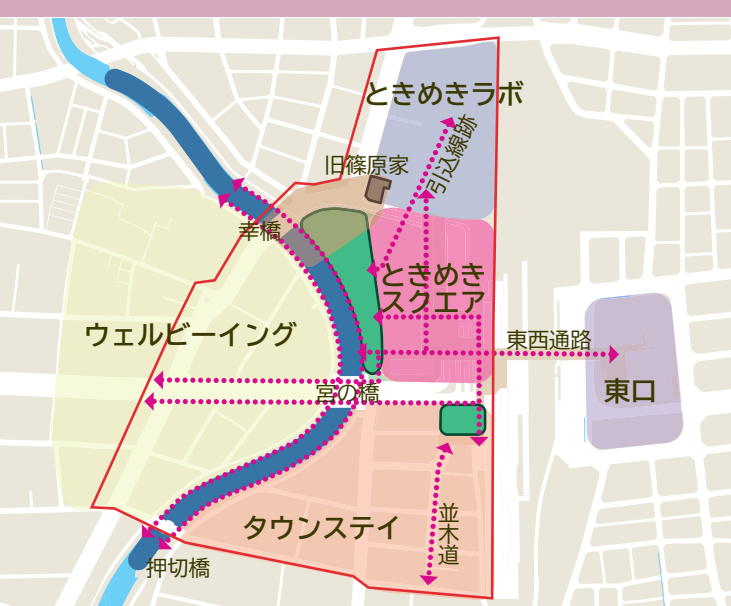 ときめきラボ
引込線跡
旧篠原家
幸橋
ときめき
スクエア
ウェルビーイング
東西通路
東口
宮の橋
タウンステイ
並木道
押切橋